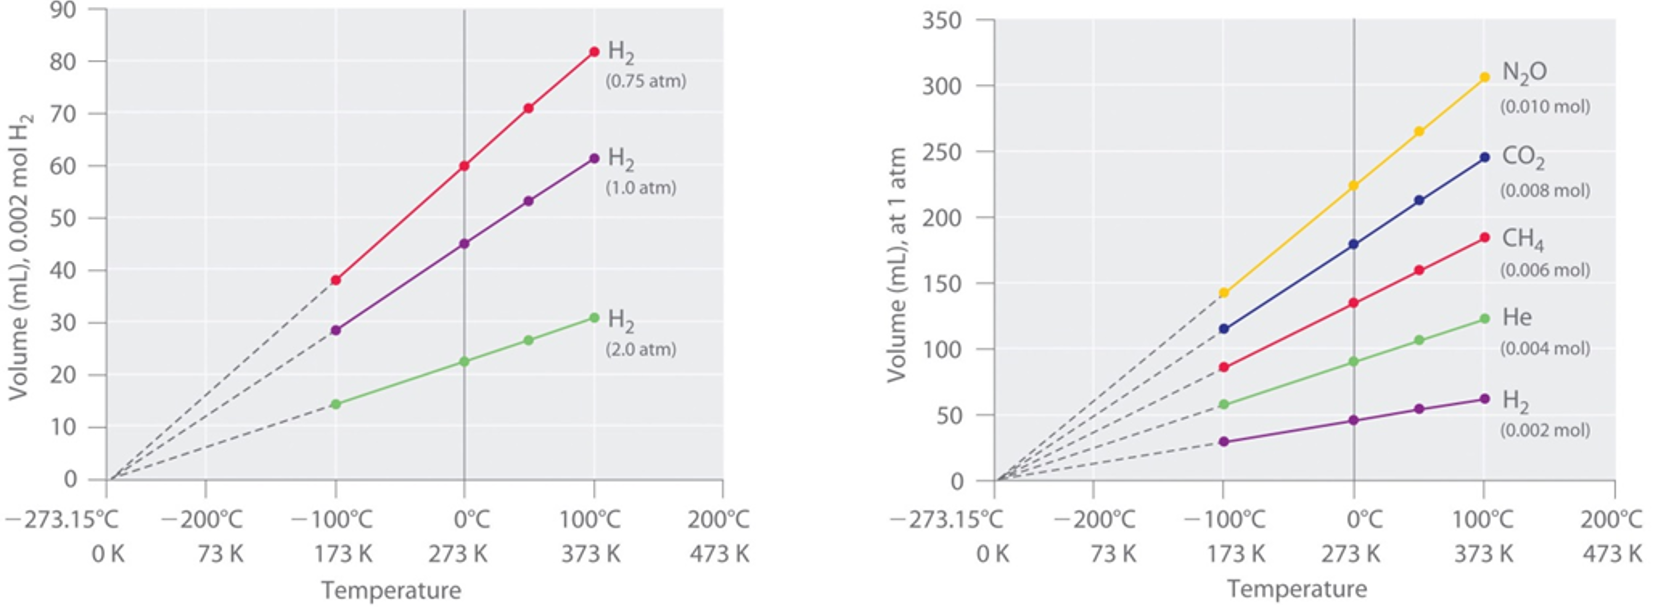 Volume (mL), 0.002 mol H₂
90
80
70
60
50
40
30
20
10
0
H₂
(0.75 atm)
H₂
(1.0 atm)
H₂
(2.0 atm)
−273.15°C −200°C −100°C 0°C 100°C 200°C
0 K 73 K 173 K 273 K 373 K 473 K
Temperature
Volume (mL), at 1 atm
350
300
250
200
150
100
50
0
N₂O
(0.010 mol)
CO₂
(0.008 mol)
CH₄
(0.006 mol)
He
(0.004 mol)
H₂
(0.002 mol)
−273.15°C −200°C −100°C 0°C 100°C 200°C
0 K 73 K 173 K 273 K 373 K 473 K
Temperature